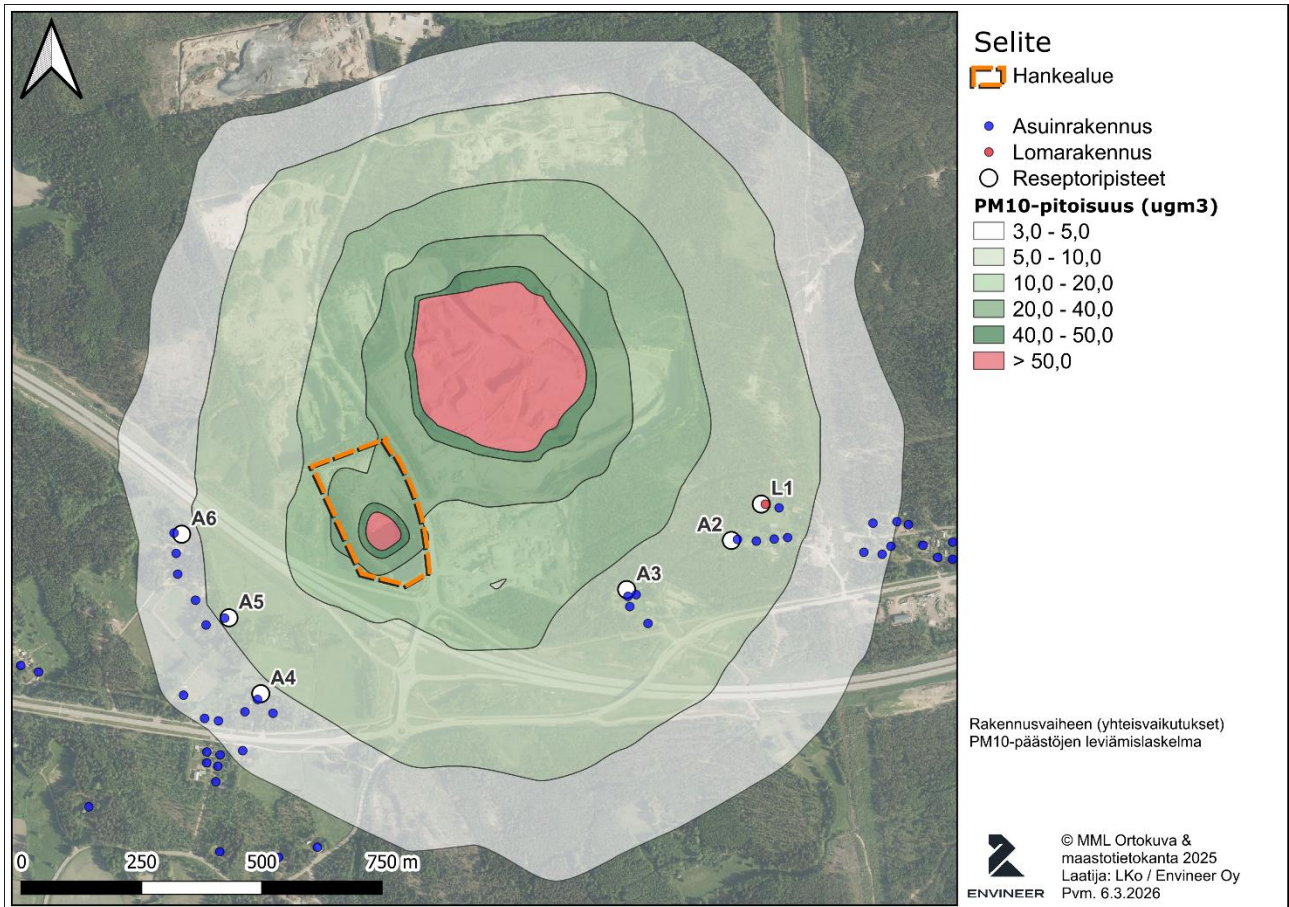 Selite
Hankealue
Asuinrakennus
Lomarakennus
Reseptoripisteet
PM10-pitoisuus (ugm3)
3,0 - 5,0
5,0 - 10,0
10,0 - 20,0
20,0 - 40,0
40,0 - 50,0
> 50,0
L1
A2
A6
A3
A5
A4
0 250 500 750 m
Rakennusvaiheen (yhteisvaikutukset)
PM10-päästöjen leviämislaskelma
ENVINEER
© MML Ortokuva &
maastotietokanta 2025
Laatija: LKo / Envineer Oy
Pvm. 6.3.2026